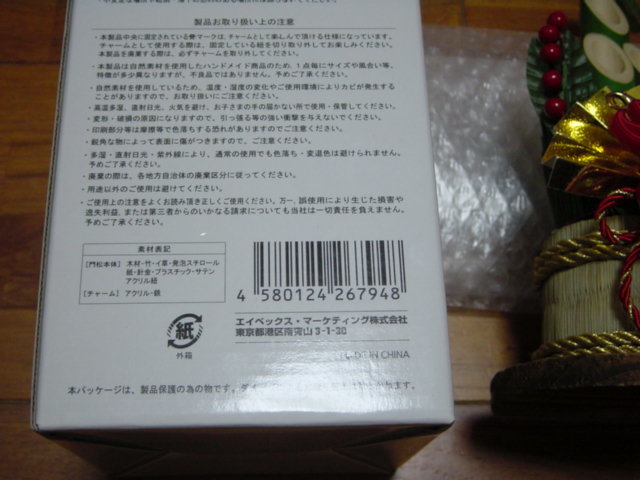 製品お取り扱い上の注意
・本製品中央に固定されている骨マークは、チャームとして楽しんで頂ける仕様になっています。
チャームとして使用する際は、固定している紐を切り取り外してお楽しみください。
本製品を廃棄する際は、必ずチャームを取り外してください。
・本製品は自然素材を使用したハンドメイド商品のため、1点毎にサイズや風合い等、
特徴が多少異なりますが、不良品ではありません。予めご了承ください。
・自然素材を使用しているため、温度・湿度の変化やご使用環境によりカビが発生する
ことがありますので、お取り扱いにご注意ください。
・高温多湿、直射日光、火気を避け、お子さまの手の届かない所で使用・保管してください。
・変形・破損の原因になりますので、引っ張る等の強い衝撃を与えないでください。
・印刷部分等は摩擦等で色落ちする恐れがありますのでご注意ください。
・鋭角な物によって表面に傷がつきますので、ご注意ください。
・多湿・直射日光・紫外線により、通常の使用でも色落ち・変退色は避けられません。
予めご了承ください。
・廃棄の際は、各地方自治体の廃棄区分に従ってください。
・用途以外のご使用は避けてください。
・ご使用上の注意をよくお読み頂き正しくご使用ください。万一、誤使用により生じた損害や
逸失利益、または第三者からのいかなる請求についても当社は一切責任を負えません。
予めご了承ください。
素材表記
[門松本体] 木材・竹・イ草・発泡スチロール
紙・針金・プラスチック・サテン
アクリル紐
[チャーム] アクリル・鉄
4 580124 267948
紙
外箱
エイベックス・マーケティング株式会社
東京都港区南青山3-1-30
MADE IN CHINA
本パッケージは、製品保護の為の物です。